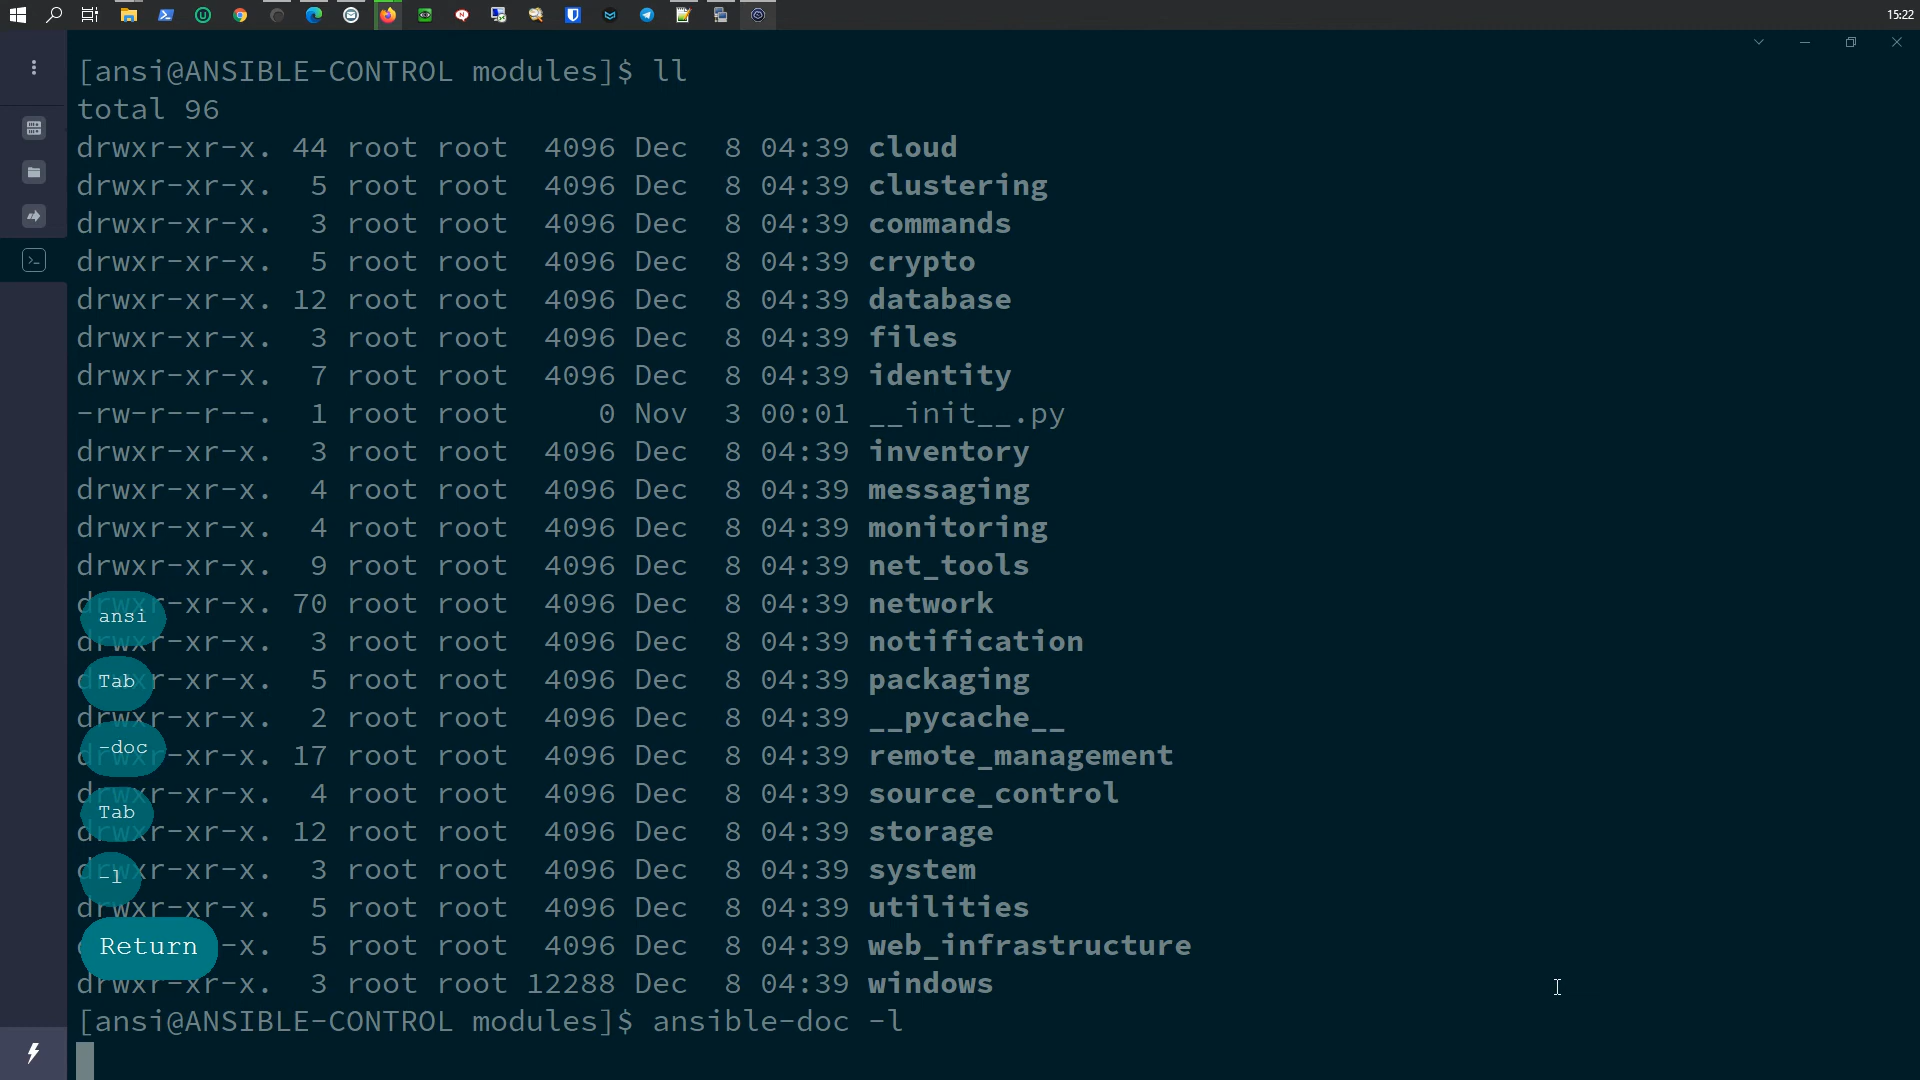 15:22
[ansi@ANSIBLE-CONTROL modules]$ ll
total 96
drwxr-xr-x. 44 root root 4096 Dec 8 04:39 cloud
drwxr-xr-x. 5 root root 4096 Dec 8 04:39 clustering
drwxr-xr-x. 3 root root 4096 Dec 8 04:39 commands
drwxr-xr-x. 5 root root 4096 Dec 8 04:39 crypto
drwxr-xr-x. 12 root root 4096 Dec 8 04:39 database
drwxr-xr-x. 3 root root 4096 Dec 8 04:39 files
drwxr-xr-x. 7 root root 4096 Dec 8 04:39 identity
-rw-r--r--. 1 root root 0 Nov 3 00:01 __init__.py
drwxr-xr-x. 3 root root 4096 Dec 8 04:39 inventory
drwxr-xr-x. 4 root root 4096 Dec 8 04:39 messaging
drwxr-xr-x. 4 root root 4096 Dec 8 04:39 monitoring
drwxr-xr-x. 9 root root 4096 Dec 8 04:39 net_tools
drwxr-xr-x. 70 root root 4096 Dec 8 04:39 network
ansi
drwxr-xr-x. 3 root root 4096 Dec 8 04:39 notification
drwxr-xr-x. 5 root root 4096 Dec 8 04:39 packaging
Tab
drwxr-xr-x. 2 root root 4096 Dec 8 04:39 __pycache__
drwxr-xr-x. 17 root root 4096 Dec 8 04:39 remote_management
-doc
drwxr-xr-x. 4 root root 4096 Dec 8 04:39 source_control
drwxr-xr-x. 12 root root 4096 Dec 8 04:39 storage
Tab
drwxr-xr-x. 3 root root 4096 Dec 8 04:39 system
-l
drwxr-xr-x. 5 root root 4096 Dec 8 04:39 utilities
-x. 5 root root 4096 Dec 8 04:39 web_infrastructure
Return
drwxr-xr-x. 3 root root 12288 Dec 8 04:39 windows
[ansi@ANSIBLE-CONTROL modules]$ ansible-doc -l